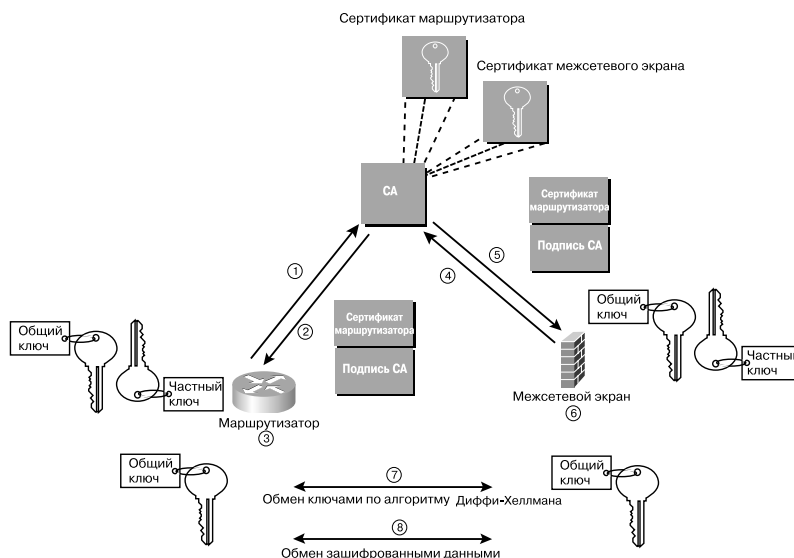 Сертификат маршрутизатора
Сертификат межсетевого экрана
CA
Сертификат
маршрутизатора
Подпись CA
1
5
4
2
Сертификат
маршрутизатора
Подпись CA
Общий
ключ
Частный
ключ
Маршрутизатор
3
Общий
ключ
Частный
ключ
Межсетевой экран
6
Общий
ключ
7
Обмен ключами по алгоритму Диффи-Хеллмана
Общий
ключ
8
Обмен зашифрованными данными